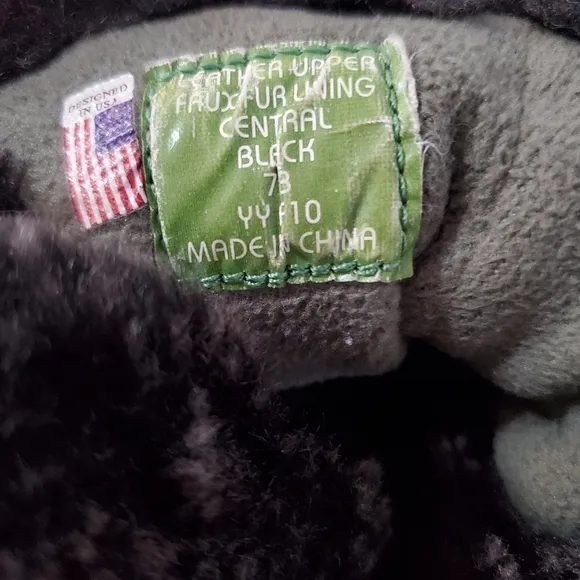 DESIGNED
IN USA
LEATHER UPPER
FAUX FUR LINING
CENTRAL
BLACK
7B
YY F10
MADE IN CHINA